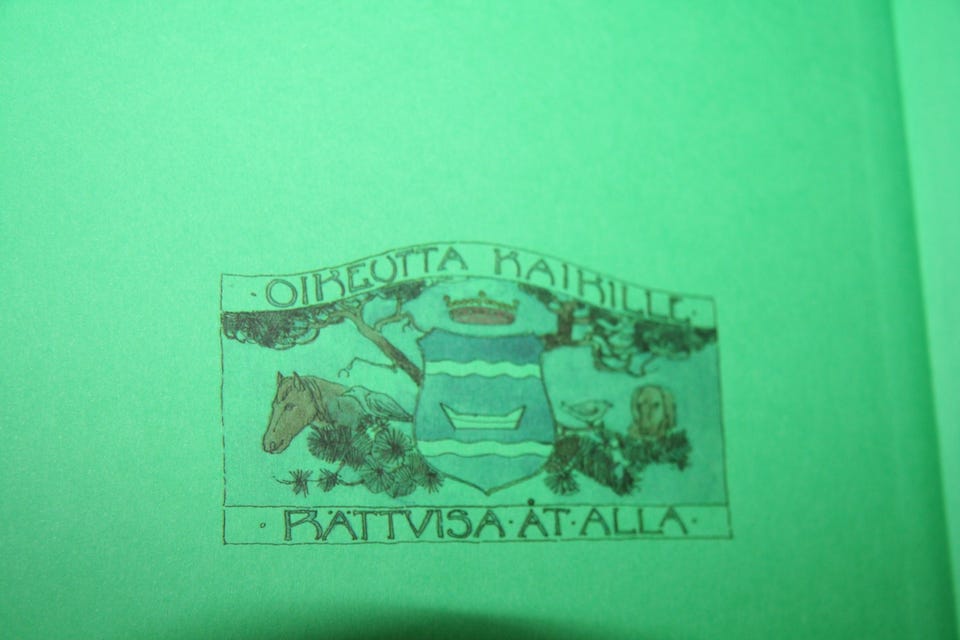 · OIKEUTTA KAIKILLE ·
· RÄTTVISA · ÅT · ALLA ·